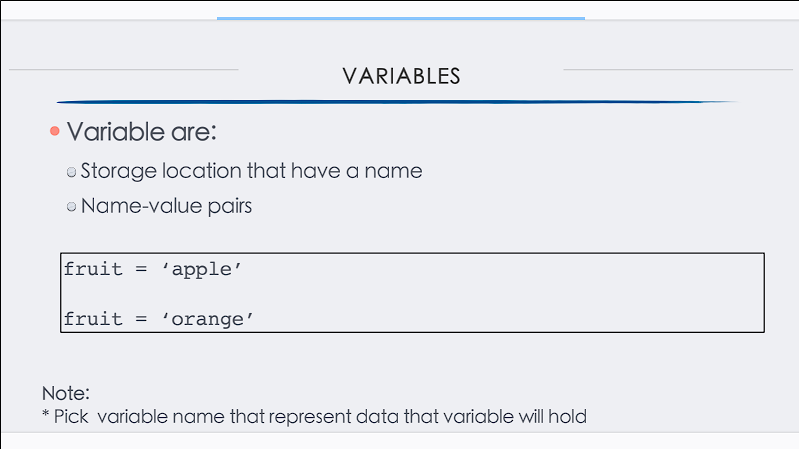 VARIABLES
Variable are:
Storage location that have a name
Name-value pairs
fruit = ‘apple’
fruit = ‘orange’
Note:
* Pick variable name that represent data that variable will hold